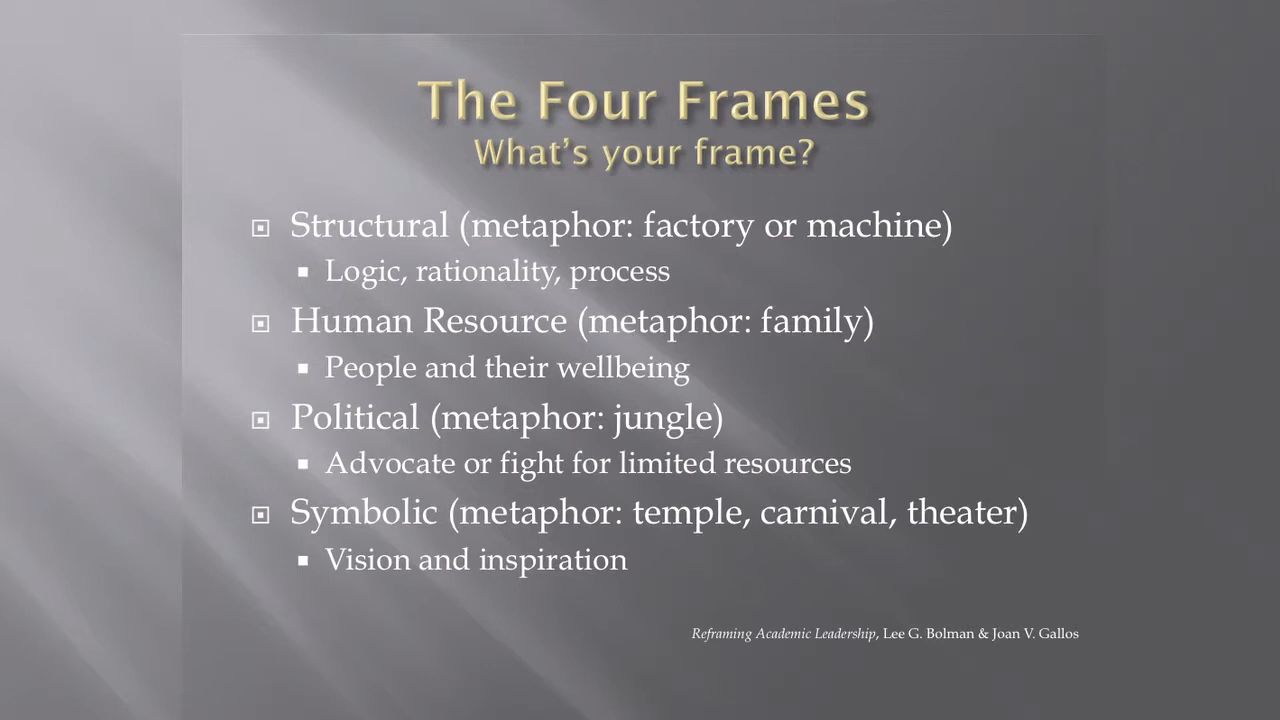 The Four Frames
What's your frame?
Structural (metaphor: factory or machine)
Logic, rationality, process
Human Resource (metaphor: family)
People and their wellbeing
Political (metaphor: jungle)
Advocate or fight for limited resources
Symbolic (metaphor: temple, carnival, theater)
Vision and inspiration
Reframing Academic Leadership, Lee G. Bolman & Joan V. Gallos